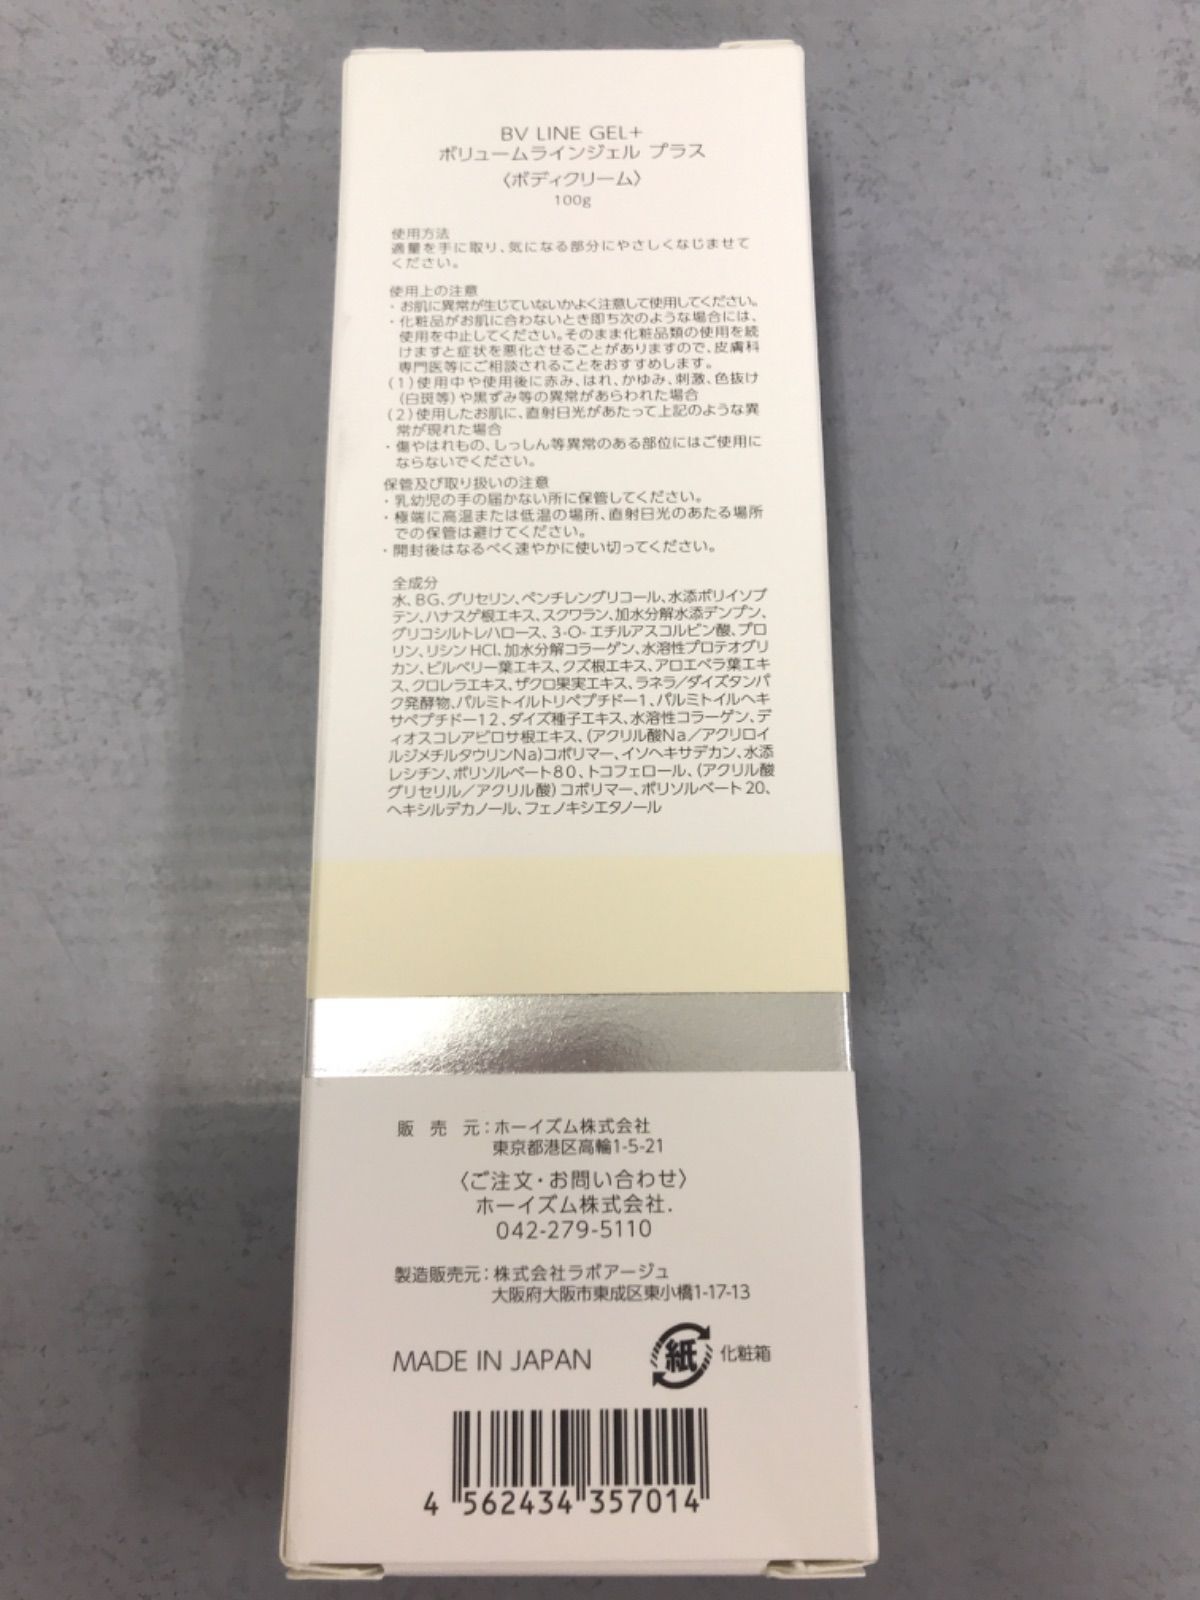 BV LINE GEL+
ボリュームラインジェル プラス
〈ボディクリーム〉
100g
使用方法
適量を手に取り、気になる部分にやさしくなじませて
ください。
使用上の注意
・お肌に異常が生じていないかよく注意して使用してください。
・化粧品がお肌に合わないとき即ち次のような場合には、
使用を中止してください。そのまま化粧品類の使用を続
けますと症状を悪化させることがありますので、皮膚科
専門医等にご相談されることをおすすめします。
(1)使用中や使用後に赤み、はれ、かゆみ、刺激、色抜け
(白斑等)や黒ずみ等の異常があらわれた場合
(2)使用したお肌に、直射日光があたって上記のような異
常が現れた場合
・傷やはれもの、しっしん等異常のある部位にはご使用に
ならないでください。
保管及び取り扱いの注意
・乳幼児の手の届かない所に保管してください。
・極端に高温または低温の場所、直射日光のあたる場所
での保管は避けてください。
・開封後はなるべく速やかに使い切ってください。
全成分
水、BG、グリセリン、ペンチレングリコール、水添ポリイソブ
テン、ハナスゲ根エキス、スクワラン、加水分解水添デンプン、
グリコシルトレハロース、3-O-エチルアスコルビン酸、プロ
リン、リシンHCl、加水分解コラーゲン、水溶性プロテオグリ
カン、ビルベリー葉エキス、クズ根エキス、アロエベラ葉エキ
ス、クロレラエキス、ザクロ果実エキス、ラネラ/ダイズタンパ
ク発酵物、パルミトイルトリペプチドー1、パルミトイルヘキ
サペプチドー12、ダイズ種子エキス、水溶性コラーゲン、デ
ィオスコレアビロサ根エキス、(アクリル酸Na/アクリロイ
ルジメチルタウリンNa)コポリマー、イソヘキサデカン、水添
レシチン、ポリソルベート80、トコフェロール、(アクリル酸
グリセリル/アクリル酸)コポリマー、ポリソルベート20、
ヘキシルデカノール、フェノキシエタノール
販 売 元:ホーイズム株式会社
東京都港区高輪1-5-21
〈ご注文・お問い合わせ〉
ホーイズム株式会社.
042-279-5110
製造販売元:株式会社ラボアージュ
大阪府大阪市東成区東小橋1-17-13
MADE IN JAPAN 紙 化粧箱
4 562434 357014